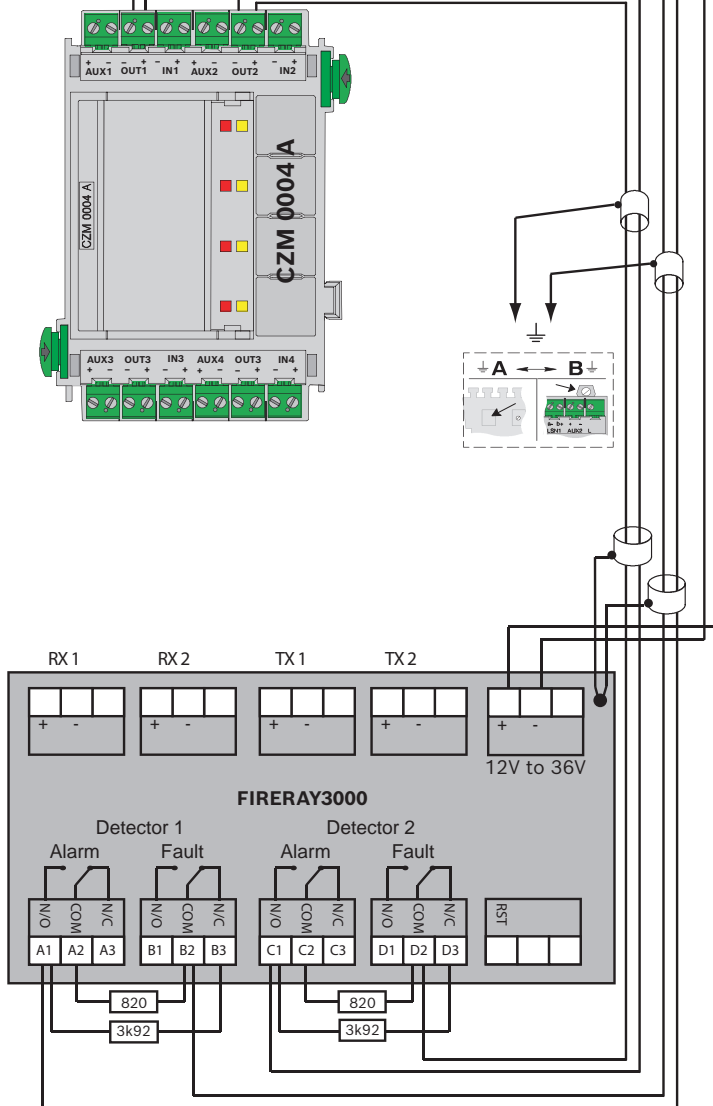 + - - + - + + - - + - +
AUX1 OUT1 IN1 AUX2 OUT2 IN2
CZM 0004 A
CZM 0004 A
AUX3 OUT3 IN3 AUX4 OUT3 IN4
+ - - + - + + - - + - +
A B
a- b+ + -
LSN1 AUX2 L
RX 1 RX 2 TX 1 TX 2
+ - + - + - + - + -
12V to 36V
FIRERAY3000
Detector 1 Detector 2
Alarm Fault Alarm Fault
N/O COM N/C N/O COM N/C N/O COM N/C N/O COM N/C RST
A1 A2 A3 B1 B2 B3 C1 C2 C3 D1 D2 D3
820 820
3k92 3k92